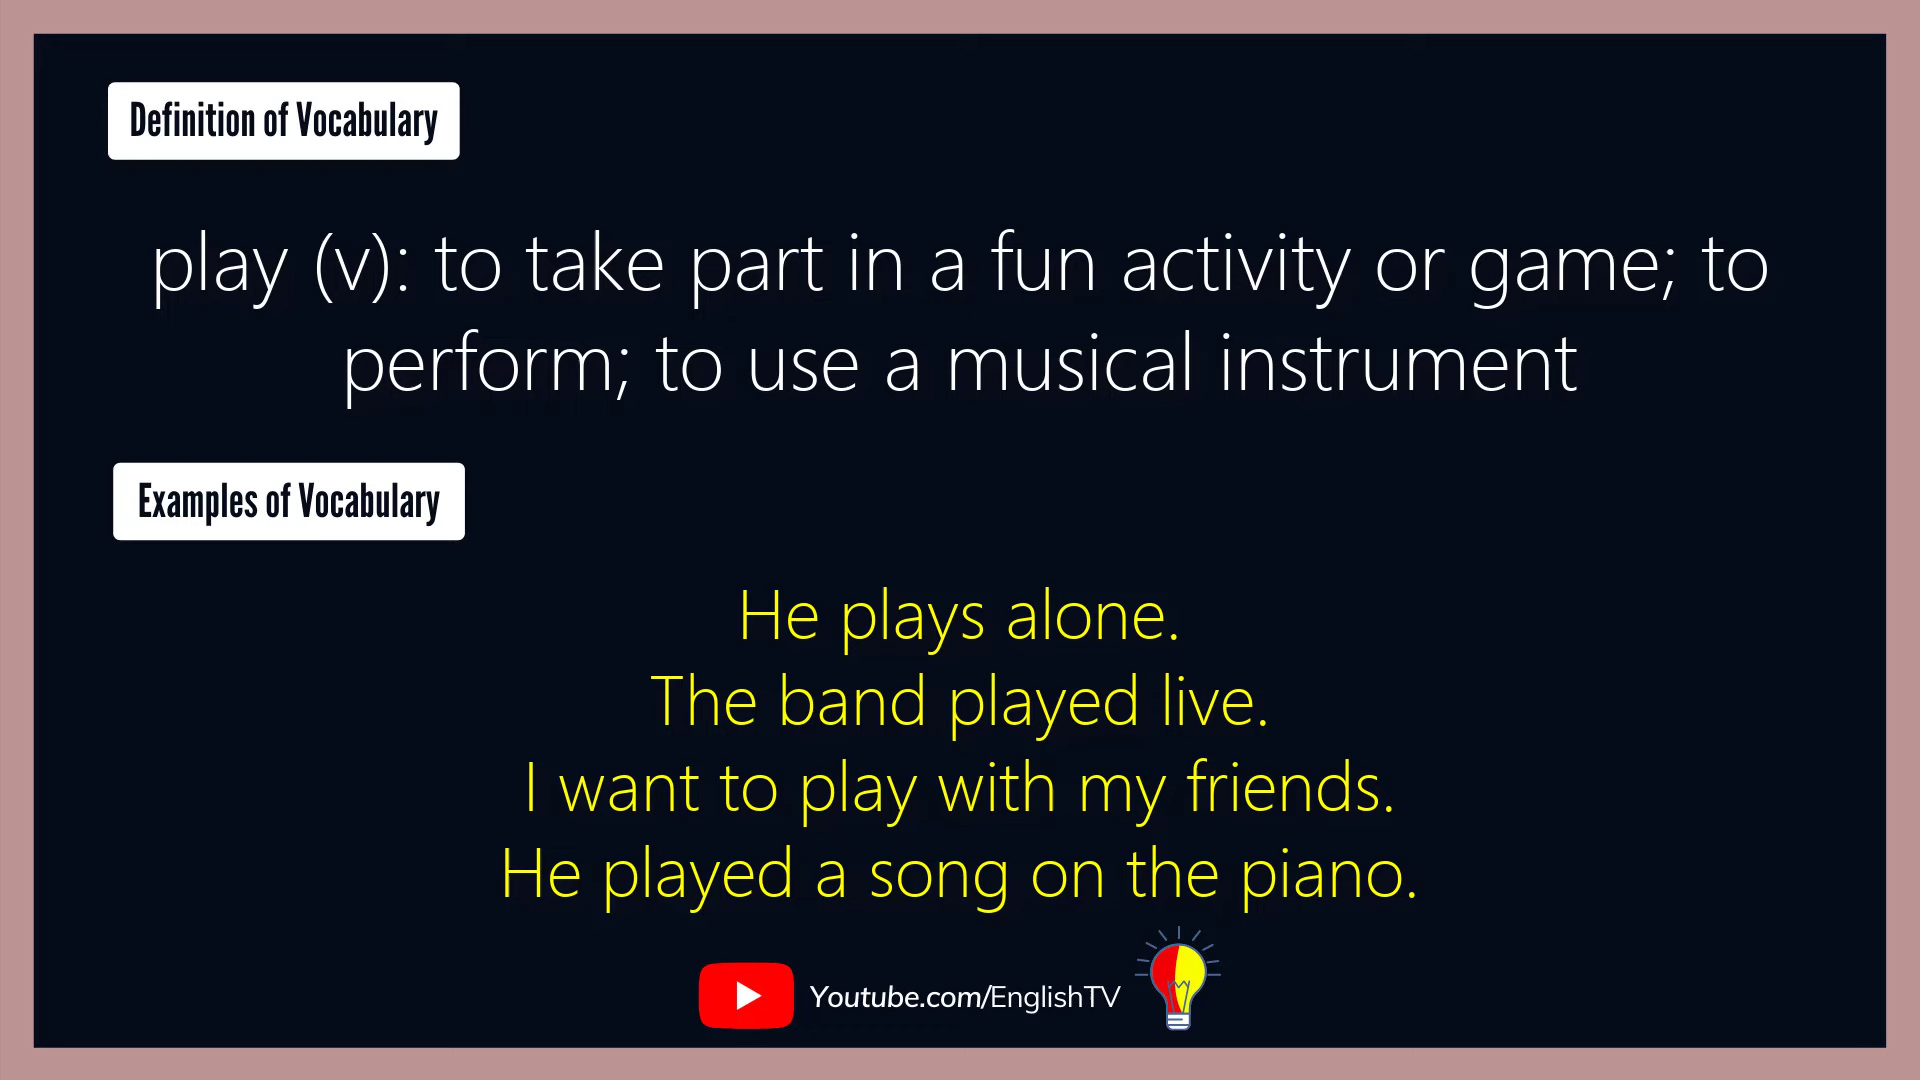 Definition of Vocabulary
play (v): to take part in a fun activity or game; to
perform; to use a musical instrument
Examples of Vocabulary
He plays alone.
The band played live.
I want to play with my friends.
He played a song on the piano.
Youtube.com/EnglishTV